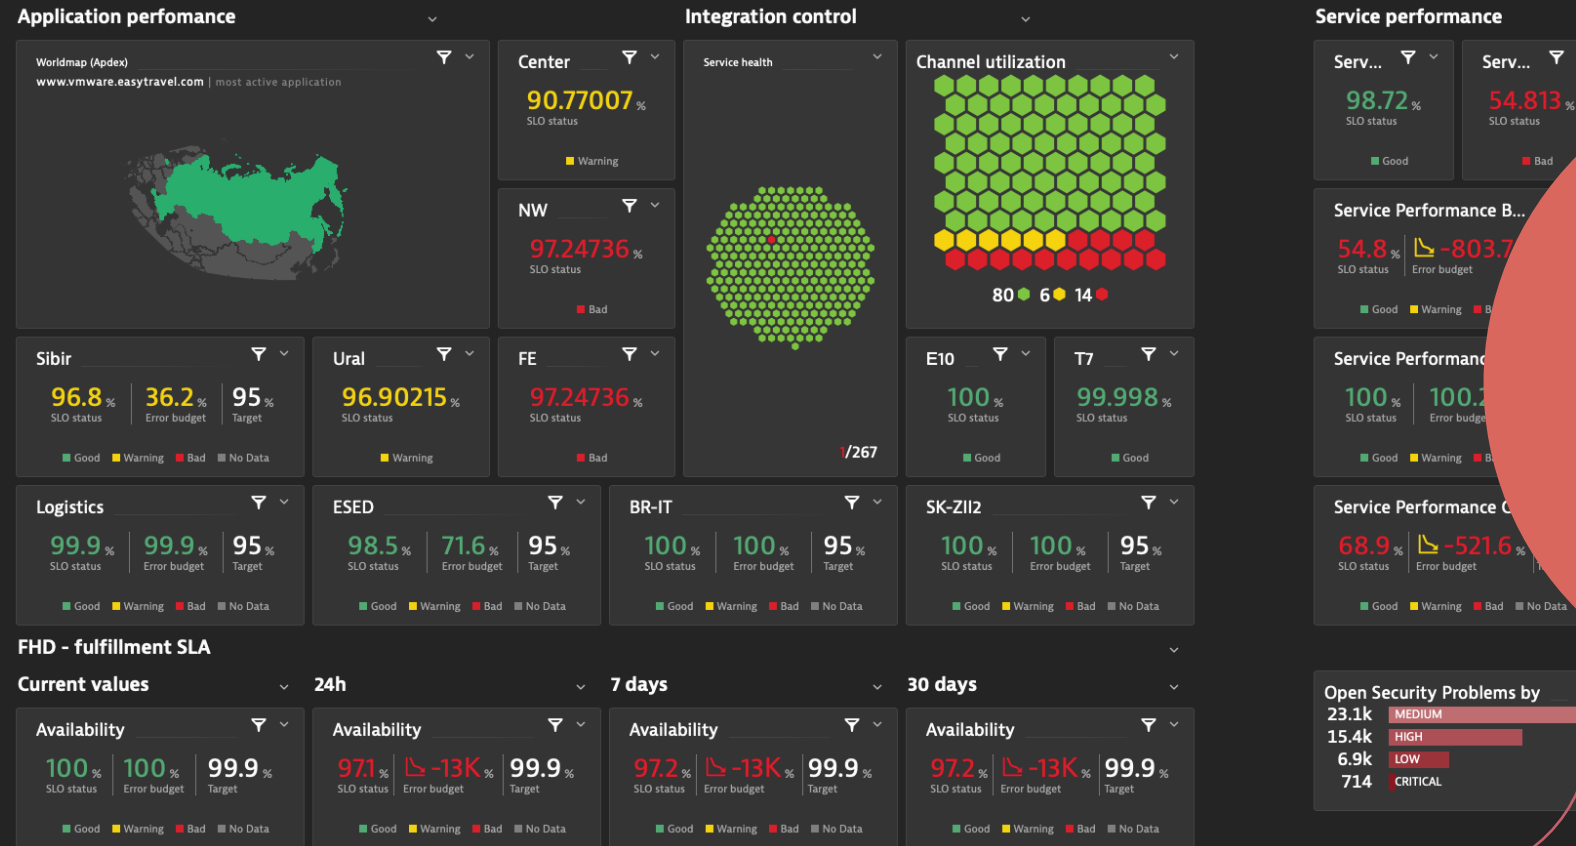 Application perfomance
Integration control
Service performance
Worldmap (Apdex)
www.vmware.easytravel.com | most active application
Center
90.77007 %
SLO status
Warning
NW
97.24736 %
SLO status
Bad
Service health
1/267
Channel utilization
80 6 14
Serv...
98.72 %
SLO status
Good
Serv...
54.813 %
SLO status
Bad
Service Performance B...
54.8 % -803.7
SLO status Error budget
Good Warning
Sibir
96.8 % 36.2 % 95 %
SLO status Error budget Target
Good Warning Bad No Data
Ural
96.90215 %
SLO status
Warning
FE
97.24736 %
SLO status
Bad
E10
100 %
SLO status
Good
T7
99.998 %
SLO status
Good
Service Performanc
100 % 100.2
SLO status Error budge
Good Warning
Logistics
99.9 % 99.9 % 95 %
SLO status Error budget Target
Good Warning Bad No Data
ESED
98.5 % 71.6 % 95 %
SLO status Error budget Target
Good Warning Bad No Data
BR-IT
100 % 100 % 95 %
SLO status Error budget Target
Good Warning Bad No Data
SK-ZII2
100 % 100 % 95 %
SLO status Error budget Target
Good Warning Bad No Data
Service Performance
68.9 % -521.6 %
SLO status Error budget
Good Warning Bad No Data
FHD - fulfillment SLA
Current values
24h
7 days
30 days
Availability
100 % 100 % 99.9 %
SLO status Error budget Target
Good Warning Bad No Data
Availability
97.1 % -13K % 99.9 %
SLO status Error budget Target
Good Warning Bad No Data
Availability
97.2 % -13K % 99.9 %
SLO status Error budget Target
Good Warning Bad No Data
Availability
97.2 % -13K % 99.9 %
SLO status Error budget Target
Good Warning Bad No Data
Open Security Problems by
23.1k MEDIUM
15.4k HIGH
6.9k LOW
714 CRITICAL